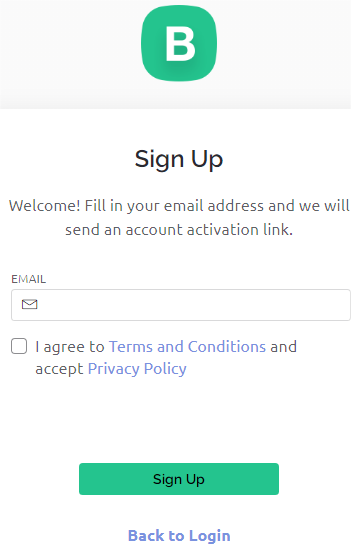 B
Sign Up
Welcome! Fill in your email address and we will
send an account activation link.
EMAIL
I agree to Terms and Conditions and
accept Privacy Policy
Sign Up
Back to Login